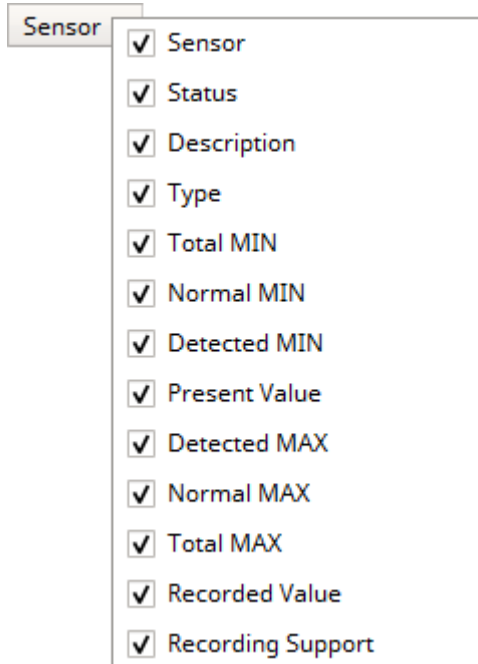 Sensor
Sensor
Status
Description
Type
Total MIN
Normal MIN
Detected MIN
Present Value
Detected MAX
Normal MAX
Total MAX
Recorded Value
Recording Support